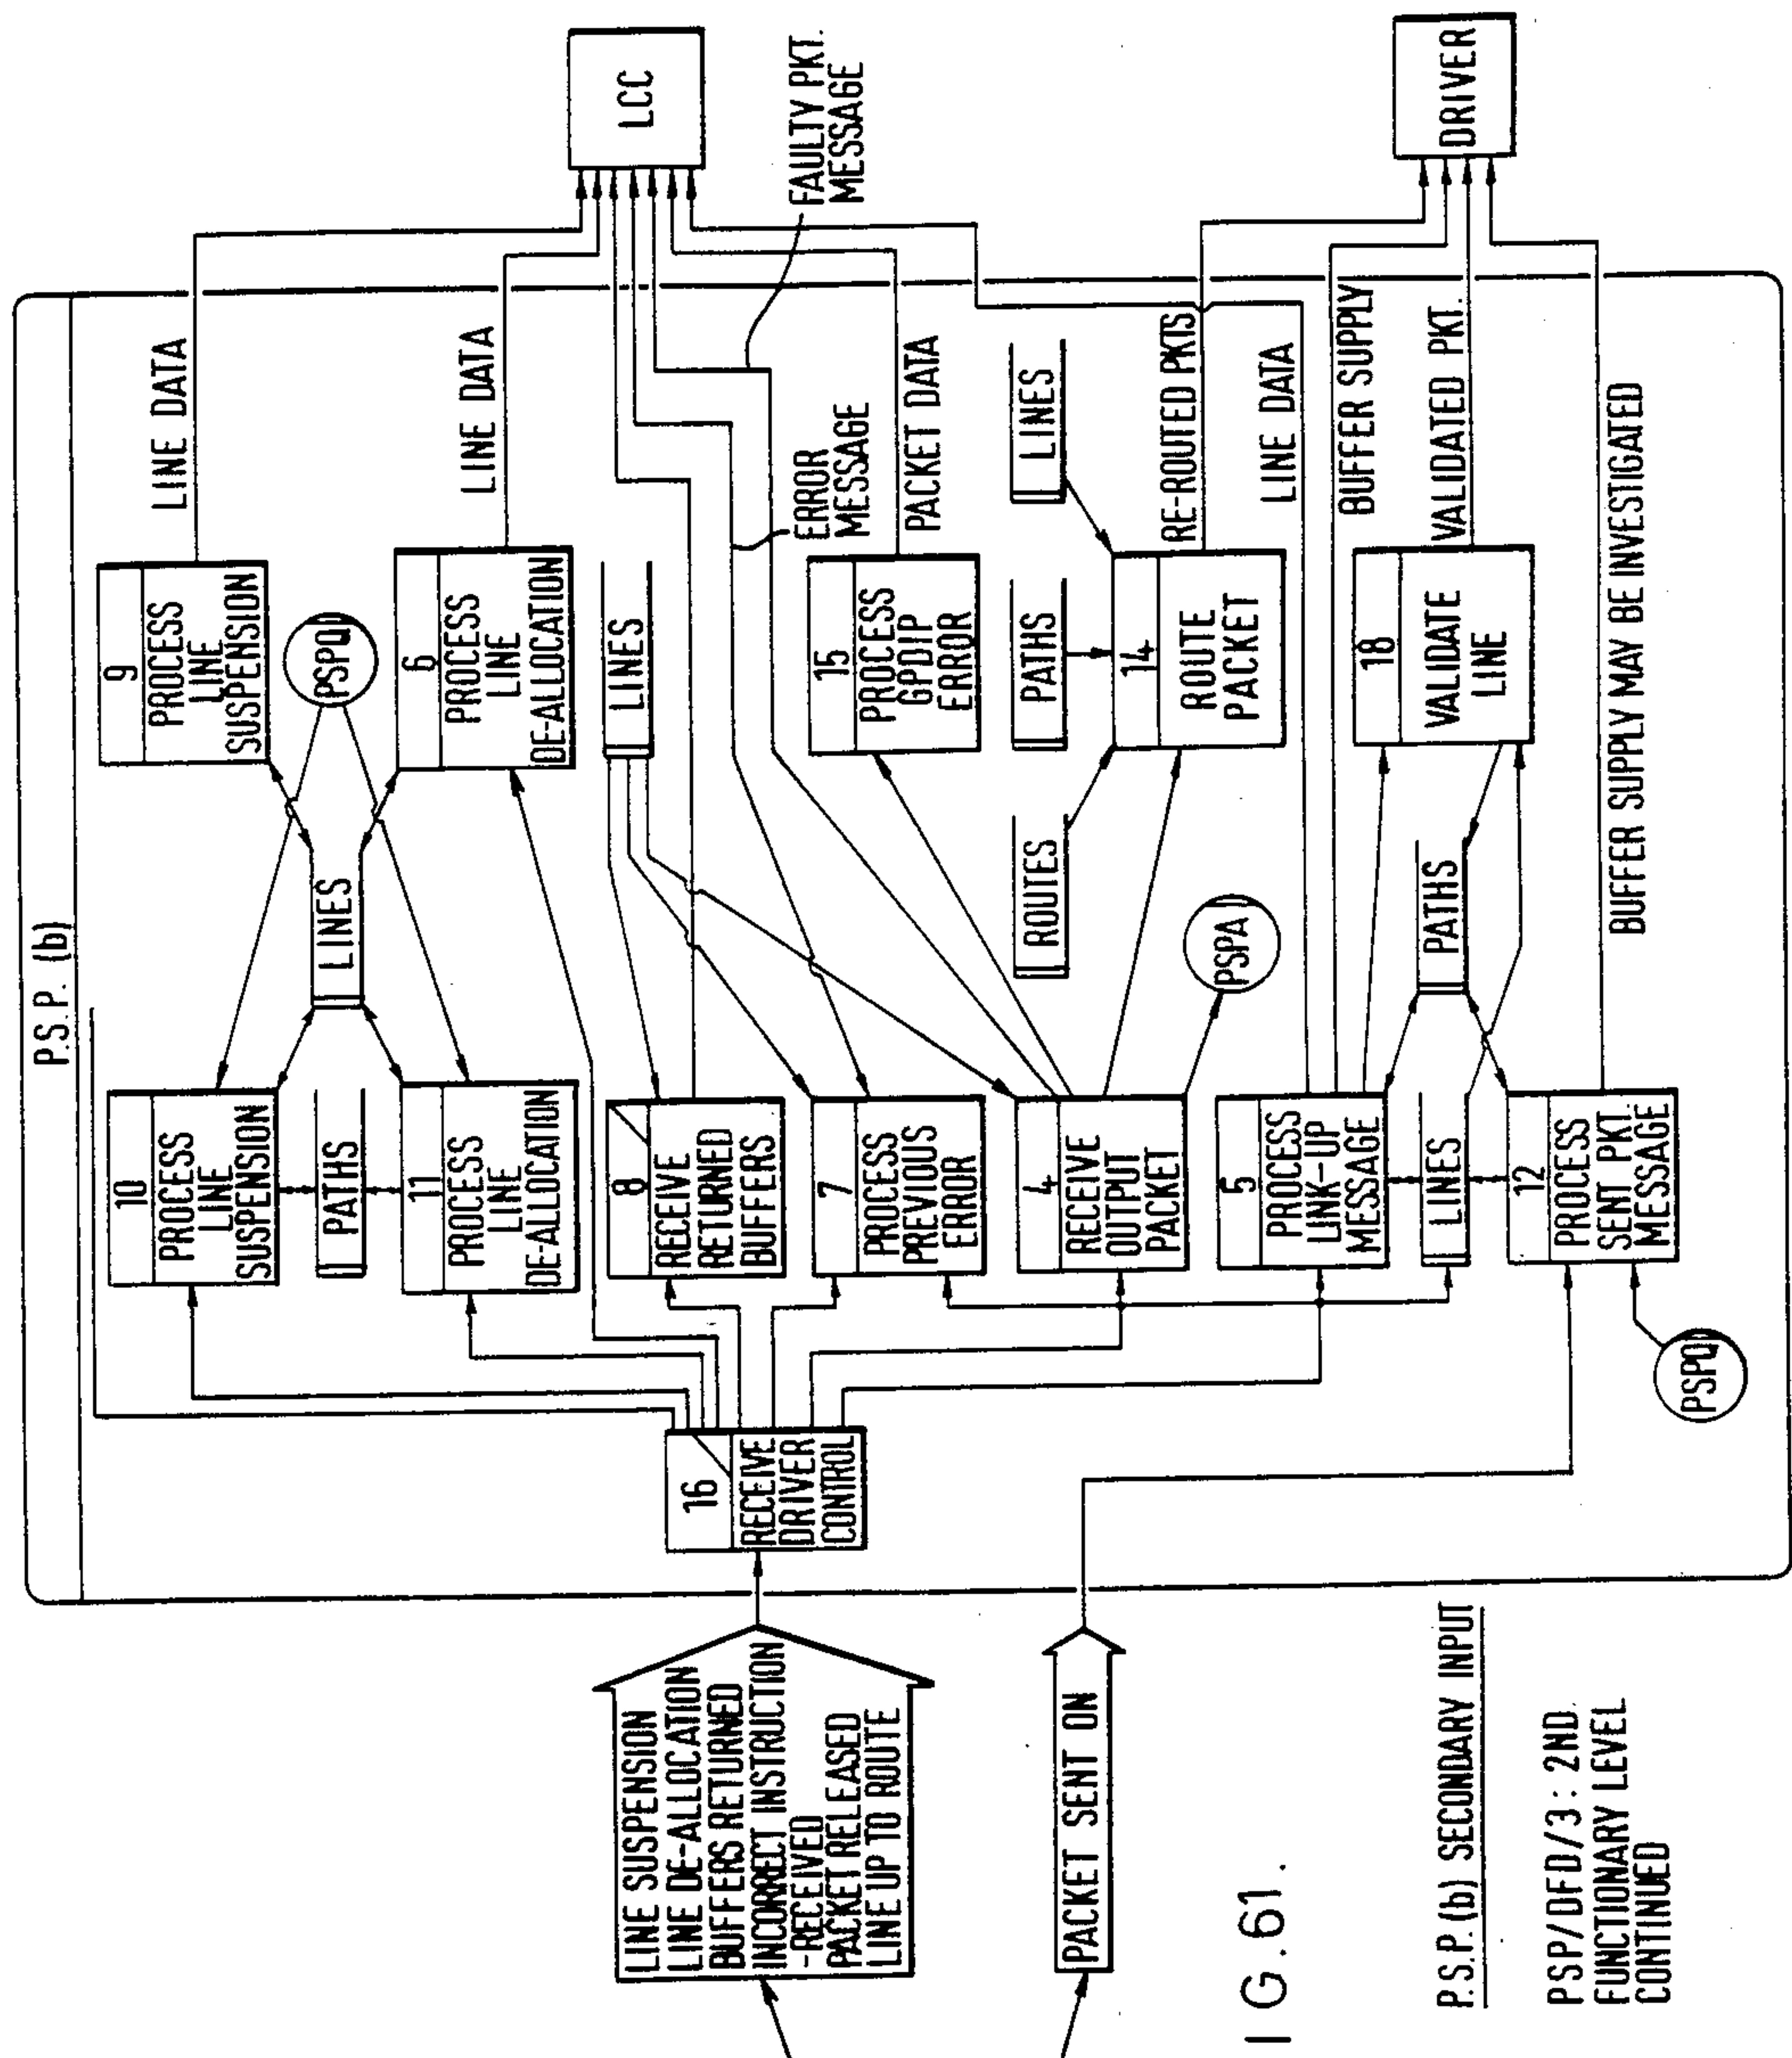 P.S.P. (b)
LINE SUSPENSION
LINE DE-ALLOCATION
BUFFERS RETURNED
INCORRECT INSTRUCTION
-RECEIVED
PACKET RELEASED
LINE UP TO ROUTE
PACKET SENT ON
16
RECEIVE
DRIVER
CONTROL
10
PROCESS
LINE
SUSPENSION
PATHS
11
PROCESS
LINE
DE-ALLOCATION
8
RECEIVE
RETURNED
BUFFERS
7
PROCESS
PREVIOUS
ERROR
4
RECEIVE
OUTPUT
PACKET
5
PROCESS
LINK-UP
MESSAGE
LINES
12
PROCESS
SENT PKT.
MESSAGE
PSPQ
LINES
PSPA
PATHS
9
PROCESS
LINE
SUSPENSION
PSPQ
6
PROCESS
LINE
DE-ALLOCATION
LINES
15
PROCESS
GPDIP
ERROR
ROUTES
PATHS
LINES
14
ROUTE
PACKET
18
VALIDATE
LINE
LINE DATA
LINE DATA
ERROR
MESSAGE
PACKET DATA
RE-ROUTED PKTS
LINE DATA
BUFFER SUPPLY
VALIDATED PKT.
BUFFER SUPPLY MAY BE INVESTIGATED
FAULTY PKT.
MESSAGE
LCC
DRIVER
IG.61.
P.S.P. (b) SECONDARY INPUT
PSP/DFD/3: 2ND
FUNCTIONARY LEVEL
CONTINUED